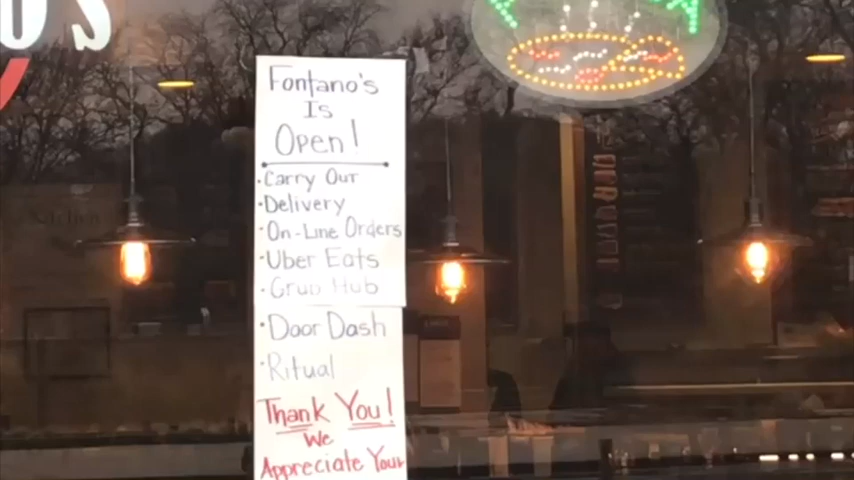 Fontano's
Is
Open!
• Carry Out
• Delivery
• On-Line Orders
• Uber Eats
• Grub Hub
• Door Dash
• Ritual
Thank You!
We
Appreciate Your